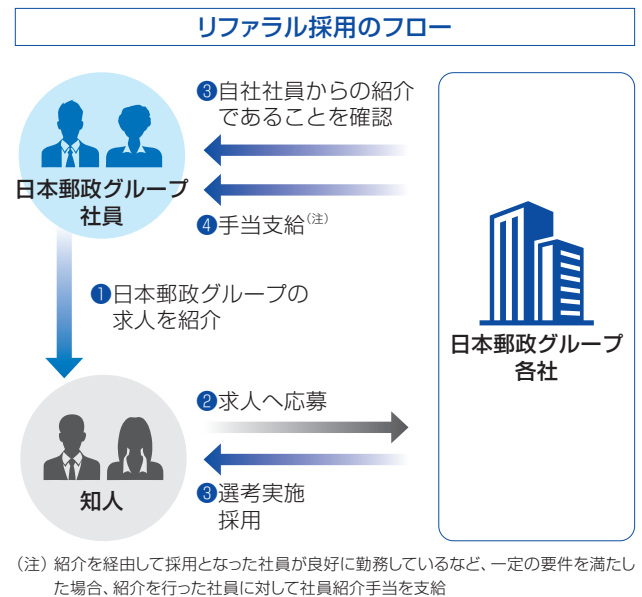 リファラル採用のフロー
❸自社社員からの紹介
であることを確認
日本郵政グループ
社員
❹手当支給(注)
❶日本郵政グループの
求人を紹介
日本郵政グループ
各社
❷求人へ応募
知人
❸選考実施
採用
(注) 紹介を経由して採用となった社員が良好に勤務しているなど、一定の要件を満たし
た場合、紹介を行った社員に対して社員紹介手当を支給